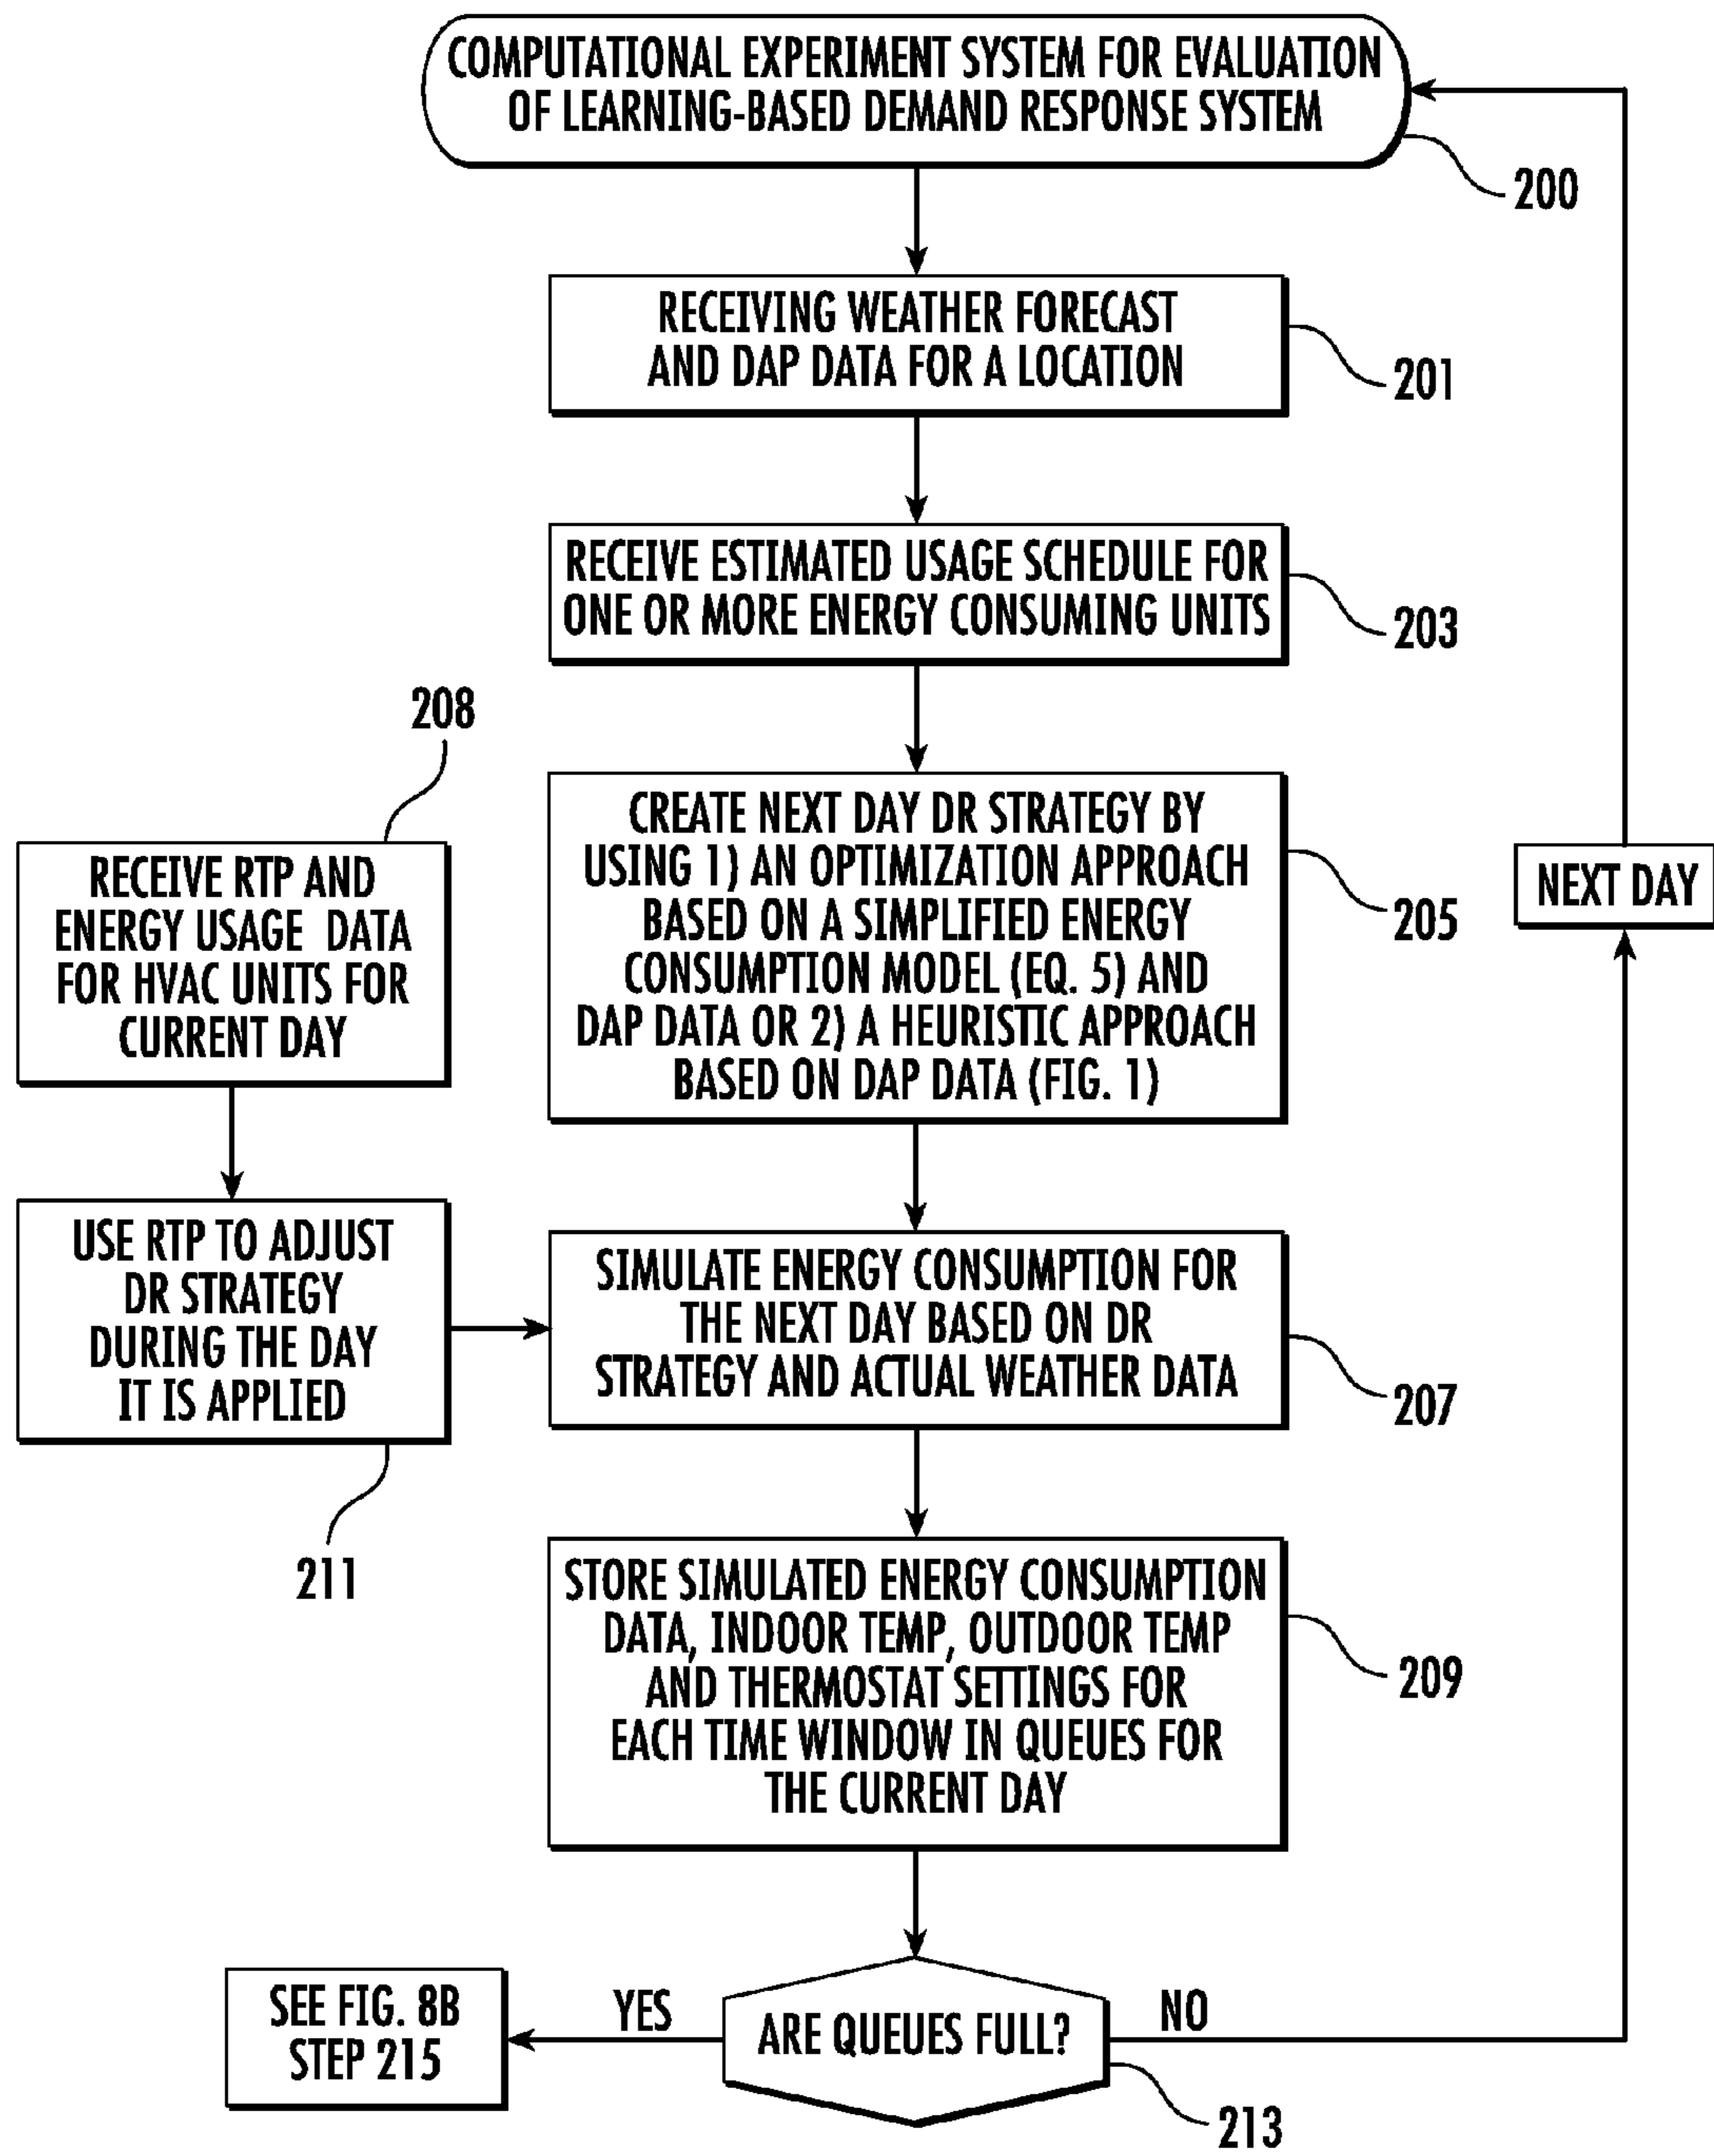 COMPUTATIONAL EXPERIMENT SYSTEM FOR EVALUATION
OF LEARNING-BASED DEMAND RESPONSE SYSTEM
200
RECEIVING WEATHER FORECAST
AND DAP DATA FOR A LOCATION
201
RECEIVE ESTIMATED USAGE SCHEDULE FOR
ONE OR MORE ENERGY CONSUMING UNITS
203
208
RECEIVE RTP AND
ENERGY USAGE DATA
FOR HVAC UNITS FOR
CURRENT DAY
CREATE NEXT DAY DR STRATEGY BY
USING 1) AN OPTIMIZATION APPROACH
BASED ON A SIMPLIFIED ENERGY
CONSUMPTION MODEL (EQ. 5) AND
DAP DATA OR 2) A HEURISTIC APPROACH
BASED ON DAP DATA (FIG. 1)
205
NEXT DAY
USE RTP TO ADJUST
DR STRATEGY
DURING THE DAY
IT IS APPLIED
211
SIMULATE ENERGY CONSUMPTION FOR
THE NEXT DAY BASED ON DR
STRATEGY AND ACTUAL WEATHER DATA
207
STORE SIMULATED ENERGY CONSUMPTION
DATA, INDOOR TEMP, OUTDOOR TEMP
AND THERMOSTAT SETTINGS FOR
EACH TIME WINDOW IN QUEUES FOR
THE CURRENT DAY
209
SEE FIG. 8B
STEP 215
YES
ARE QUEUES FULL?
NO
213